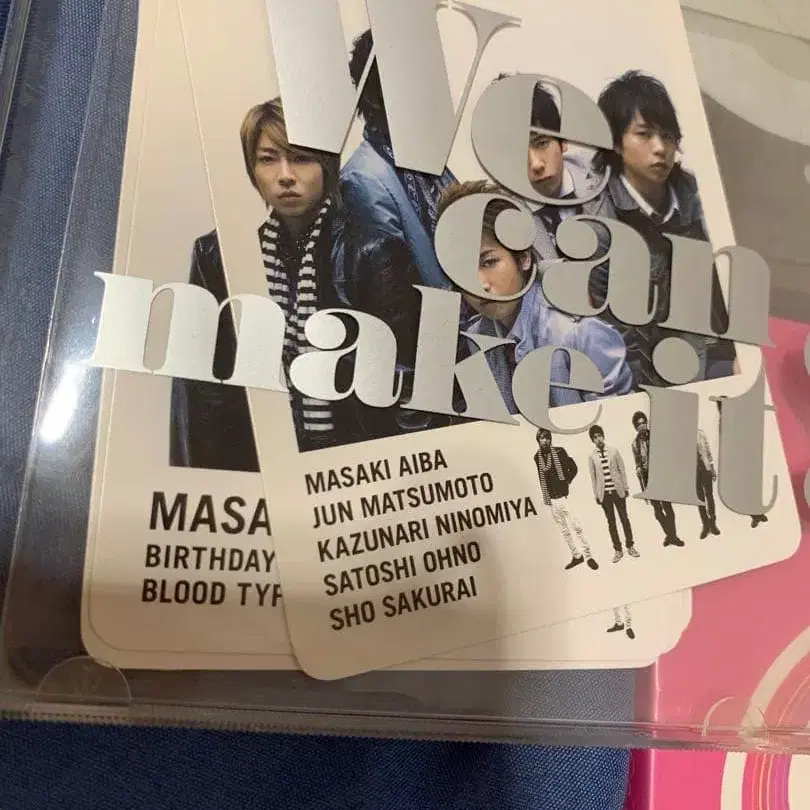 We
can
make it
MASAKI AIBA
JUN MATSUMOTO
KAZUNARI NINOMIYA
SATOSHI OHNO
SHO SAKURAI
MASA
BIRTHDAY
BLOOD TYP